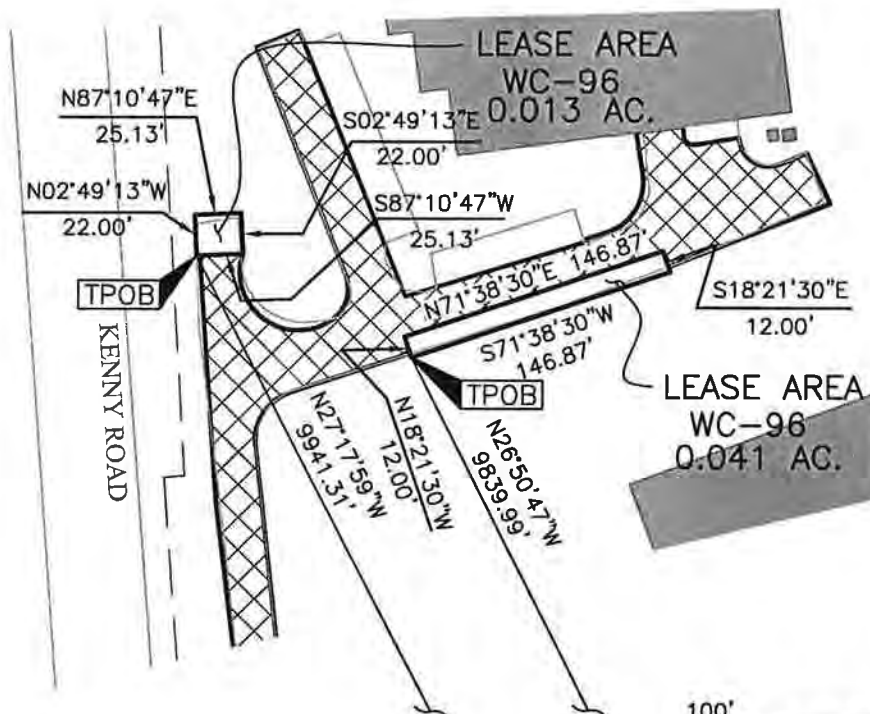 LEASE AREA
WC-96
0.013 AC.
N87°10'47"E
25.13'
S02°49'13"E
22.00'
N02°49'13"W
22.00'
S87°10'47"W
25.13'
TPOB
KENNY ROAD
N71°38'30"E 146.87'
S71°38'30"W
146.87'
S18°21'30"E
12.00'
TPOB
LEASE AREA
WC-96
0.041 AC.
N27°17'59"W
9941.31'
N18°21'30"W
12.00'
N26°50'47"W
9839.99'
100'